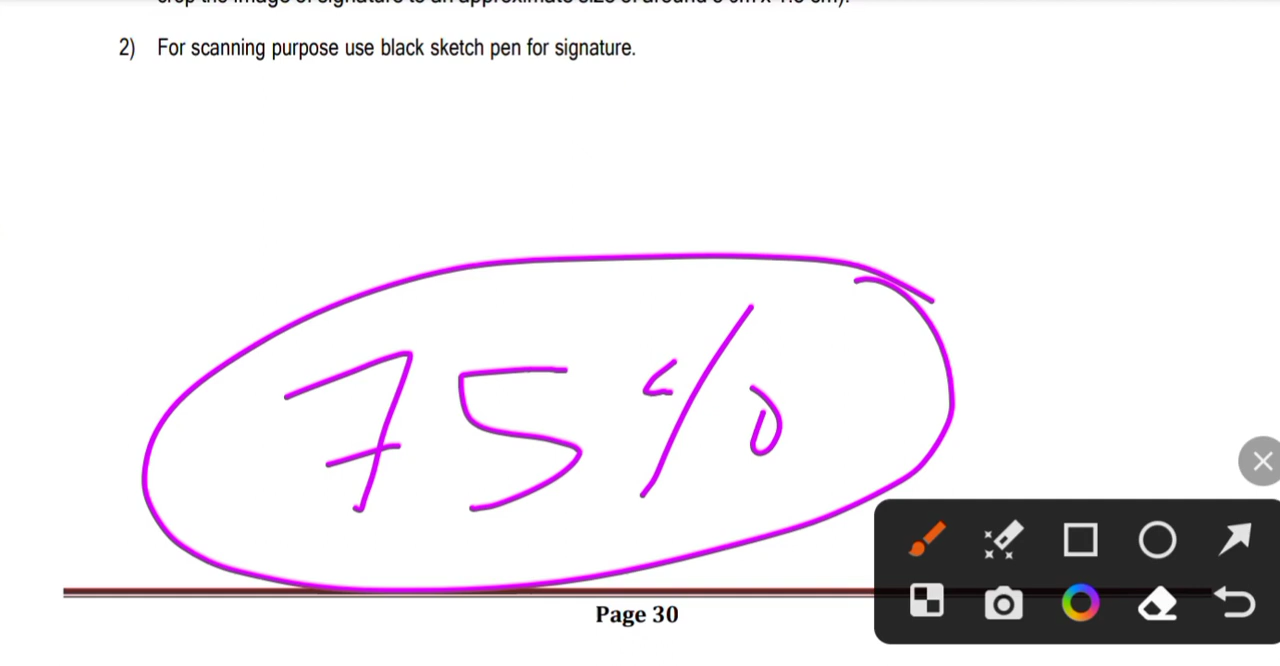 2) For scanning purpose use black sketch pen for signature.
75%
Page 30